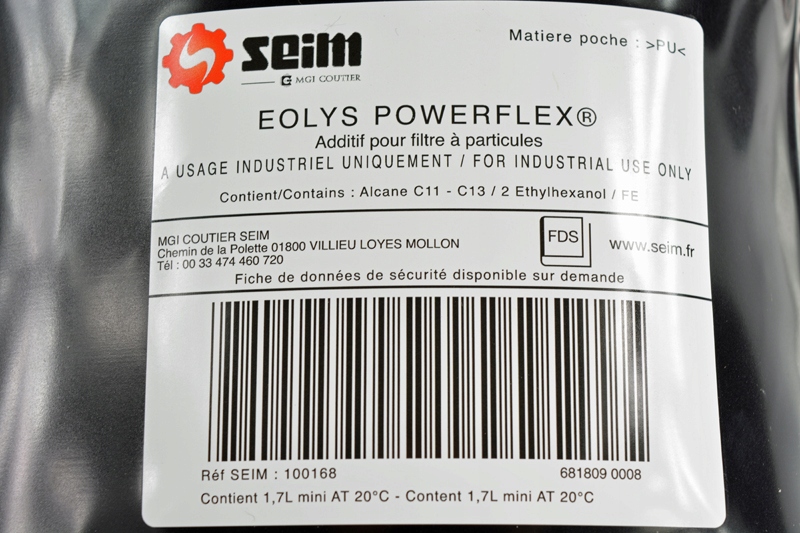 seim
MGI COUTIER
Matiere poche : >PU<
EOLYS POWERFLEX®
Additif pour filtre à particules
A USAGE INDUSTRIEL UNIQUEMENT / FOR INDUSTRIAL USE ONLY
Contient/Contains : Alcane C11 - C13 / 2 Ethylhexanol / FE
MGI COUTIER SEIM
Chemin de la Polette 01800 VILLIEU LOYES MOLLON
Tél : 00 33 474 460 720
FDS
www.seim.fr
Fiche de données de sécurité disponible sur demande
Réf SEIM : 100168
681809 0008
Contient 1,7L mini AT 20°C - Content 1,7L mini AT 20°C